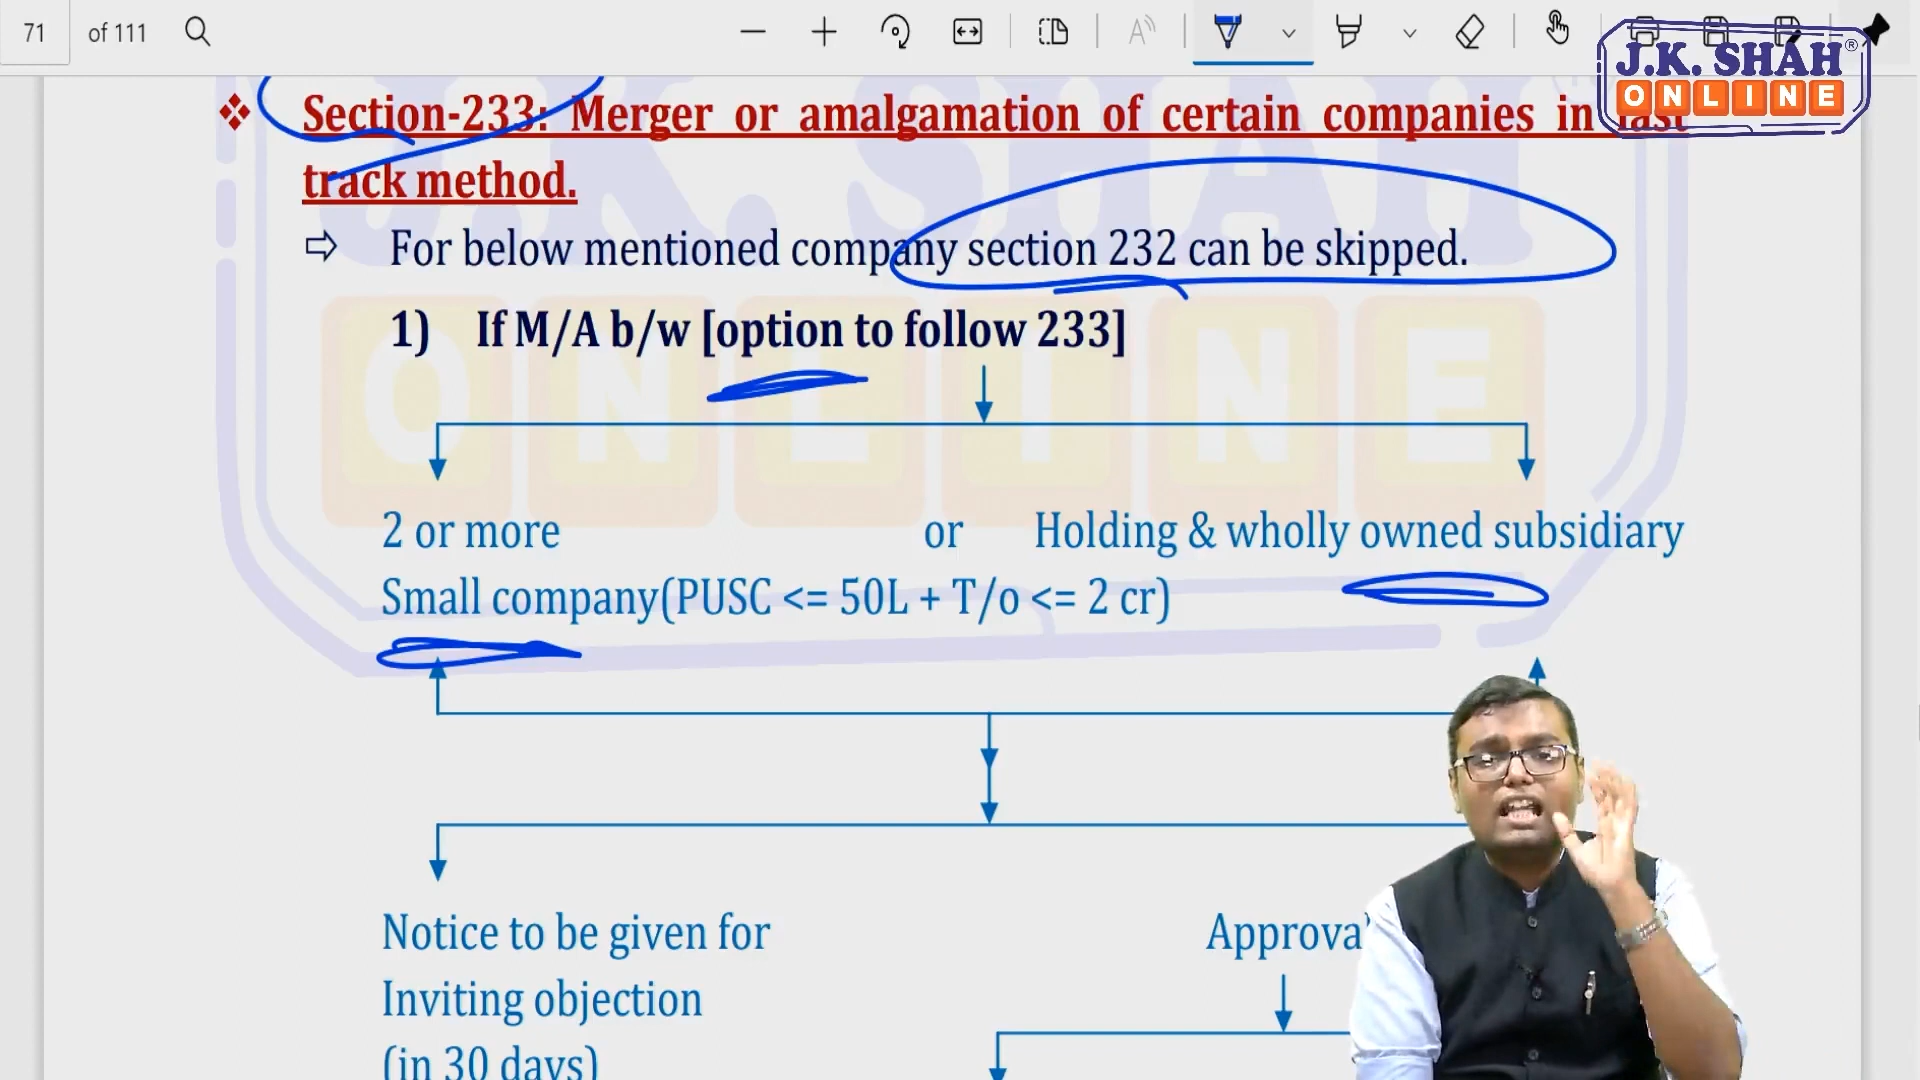 71 of 111
J.K. SHAH®
ONLINE
❖ Section-233: Merger or amalgamation of certain companies in fast
track method.
⇨ For below mentioned company section 232 can be skipped.
1) If M/A b/w [option to follow 233]
2 or more or Holding & wholly owned subsidiary
Small company(PUSC <= 50L + T/o <= 2 cr)
Notice to be given for Approval
Inviting objection
(in 30 days)